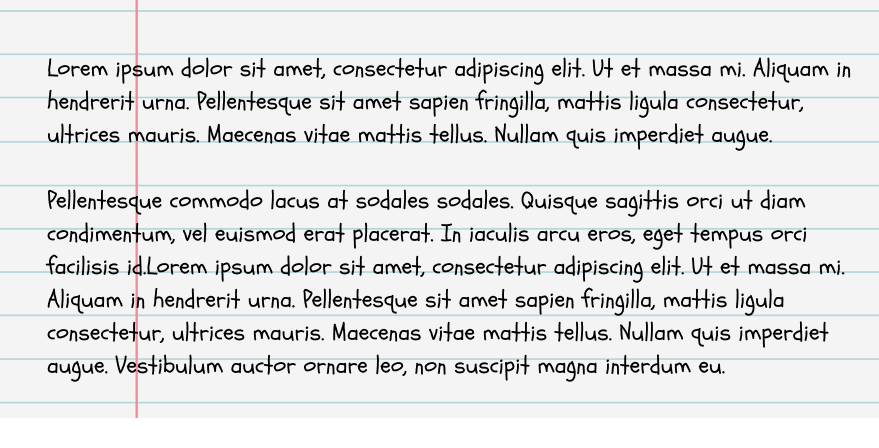 Lorem ipsum dolor sit amet, consectetur adipiscing elit. Ut et massa mi. Aliquam in
hendrerit urna. Pellentesque sit amet sapien fringilla, mattis ligula consectetur,
ultrices mauris. Maecenas vitae mattis tellus. Nullam quis imperdiet augue.
Pellentesque commodo lacus at sodales sodales. Quisque sagittis orci ut diam
condimentum, vel euismod erat placerat. In iaculis arcu eros, eget tempus orci
facilisis id.Lorem ipsum dolor sit amet, consectetur adipiscing elit. Ut et massa mi.
Aliquam in hendrerit urna. Pellentesque sit amet sapien fringilla, mattis ligula
consectetur, ultrices mauris. Maecenas vitae mattis tellus. Nullam quis imperdiet
augue. Vestibulum auctor ornare leo, non suscipit magna interdum eu.